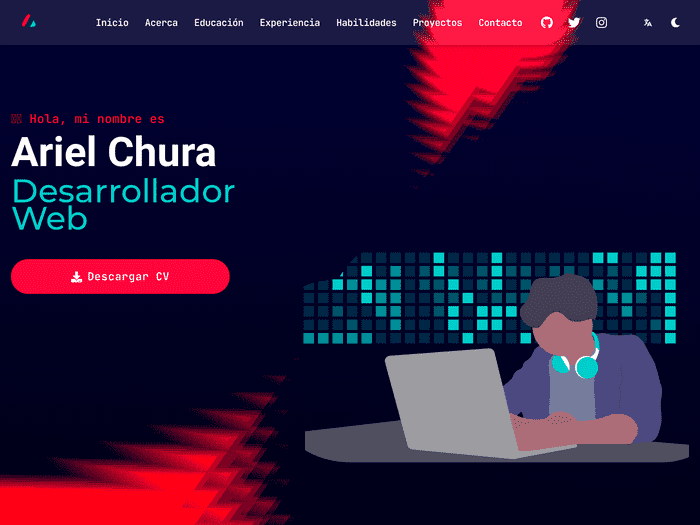 Inicio Acerca Educación Experiencia Habilidades Proyectos Contacto
Hola, mi nombre es
Ariel Chura
Desarrollador
Web
Descargar CV